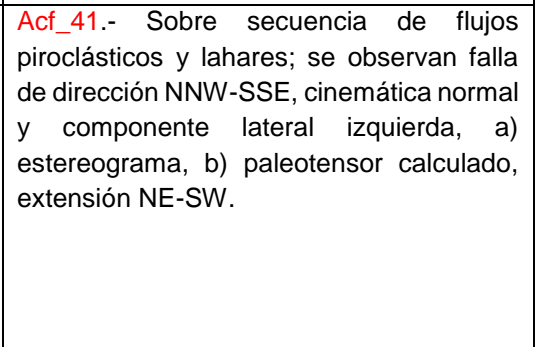 Acf_41.- Sobre secuencia de flujos
piroclásticos y lahares; se observan falla
de dirección NNW-SSE, cinemática normal
y componente lateral izquierda, a)
estereograma, b) paleotensor calculado,
extensión NE-SW.